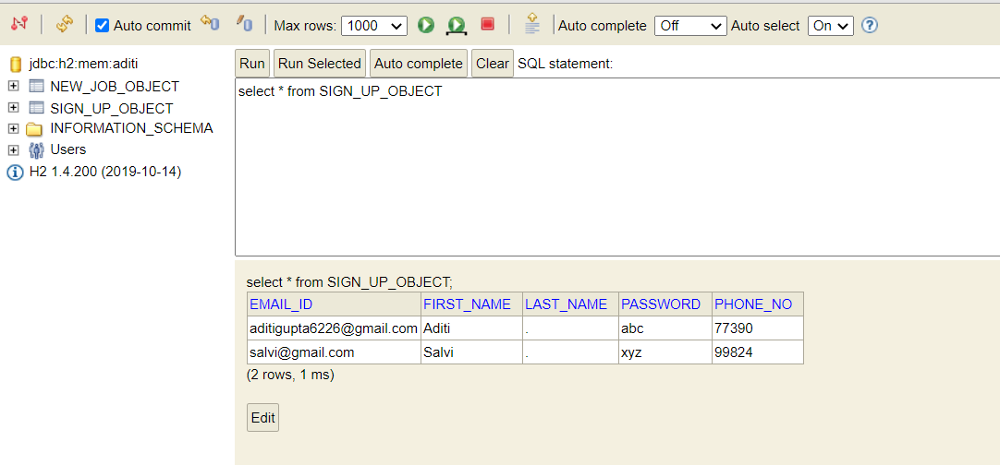 Auto commit Max rows: 1000 Auto complete Off Auto select On ?
jdbc:h2:mem:aditi
NEW_JOB_OBJECT
SIGN_UP_OBJECT
INFORMATION_SCHEMA
Users
H2 1.4.200 (2019-10-14)
Run Run Selected Auto complete Clear SQL statement:
select * from SIGN_UP_OBJECT
select * from SIGN_UP_OBJECT;
EMAIL_ID FIRST_NAME LAST_NAME PASSWORD PHONE_NO
aditigupta6226@gmail.com Aditi . abc 77390
salvi@gmail.com Salvi . xyz 99824
(2 rows, 1 ms)
Edit